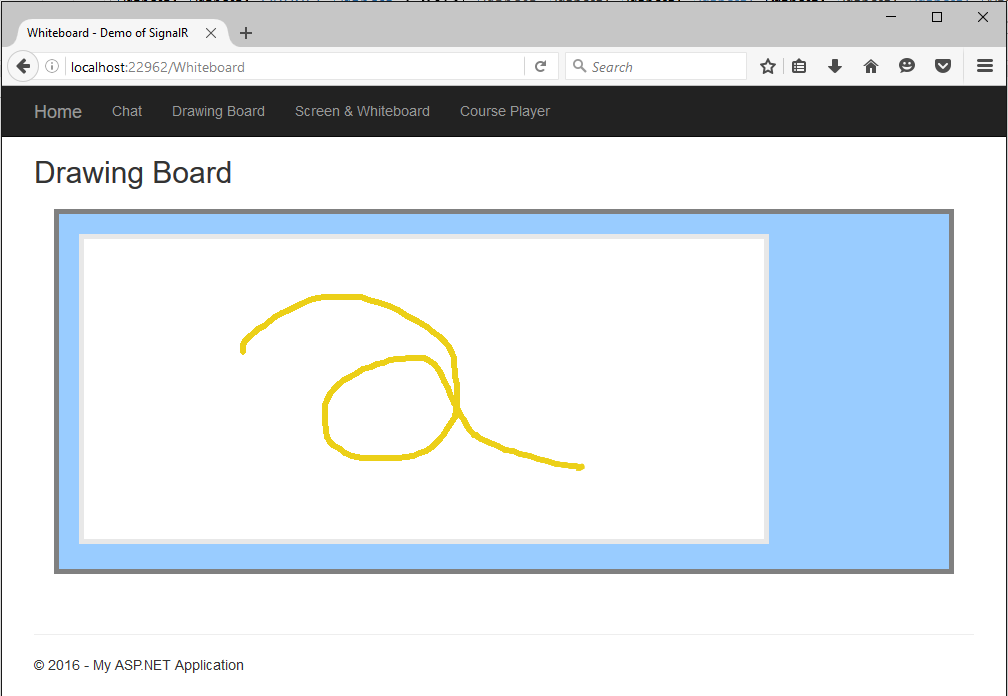 Whiteboard - Demo of SignalR
localhost:22962/Whiteboard
Search
Home Chat Drawing Board Screen & Whiteboard Course Player
Drawing Board
© 2016 - My ASP.NET Application